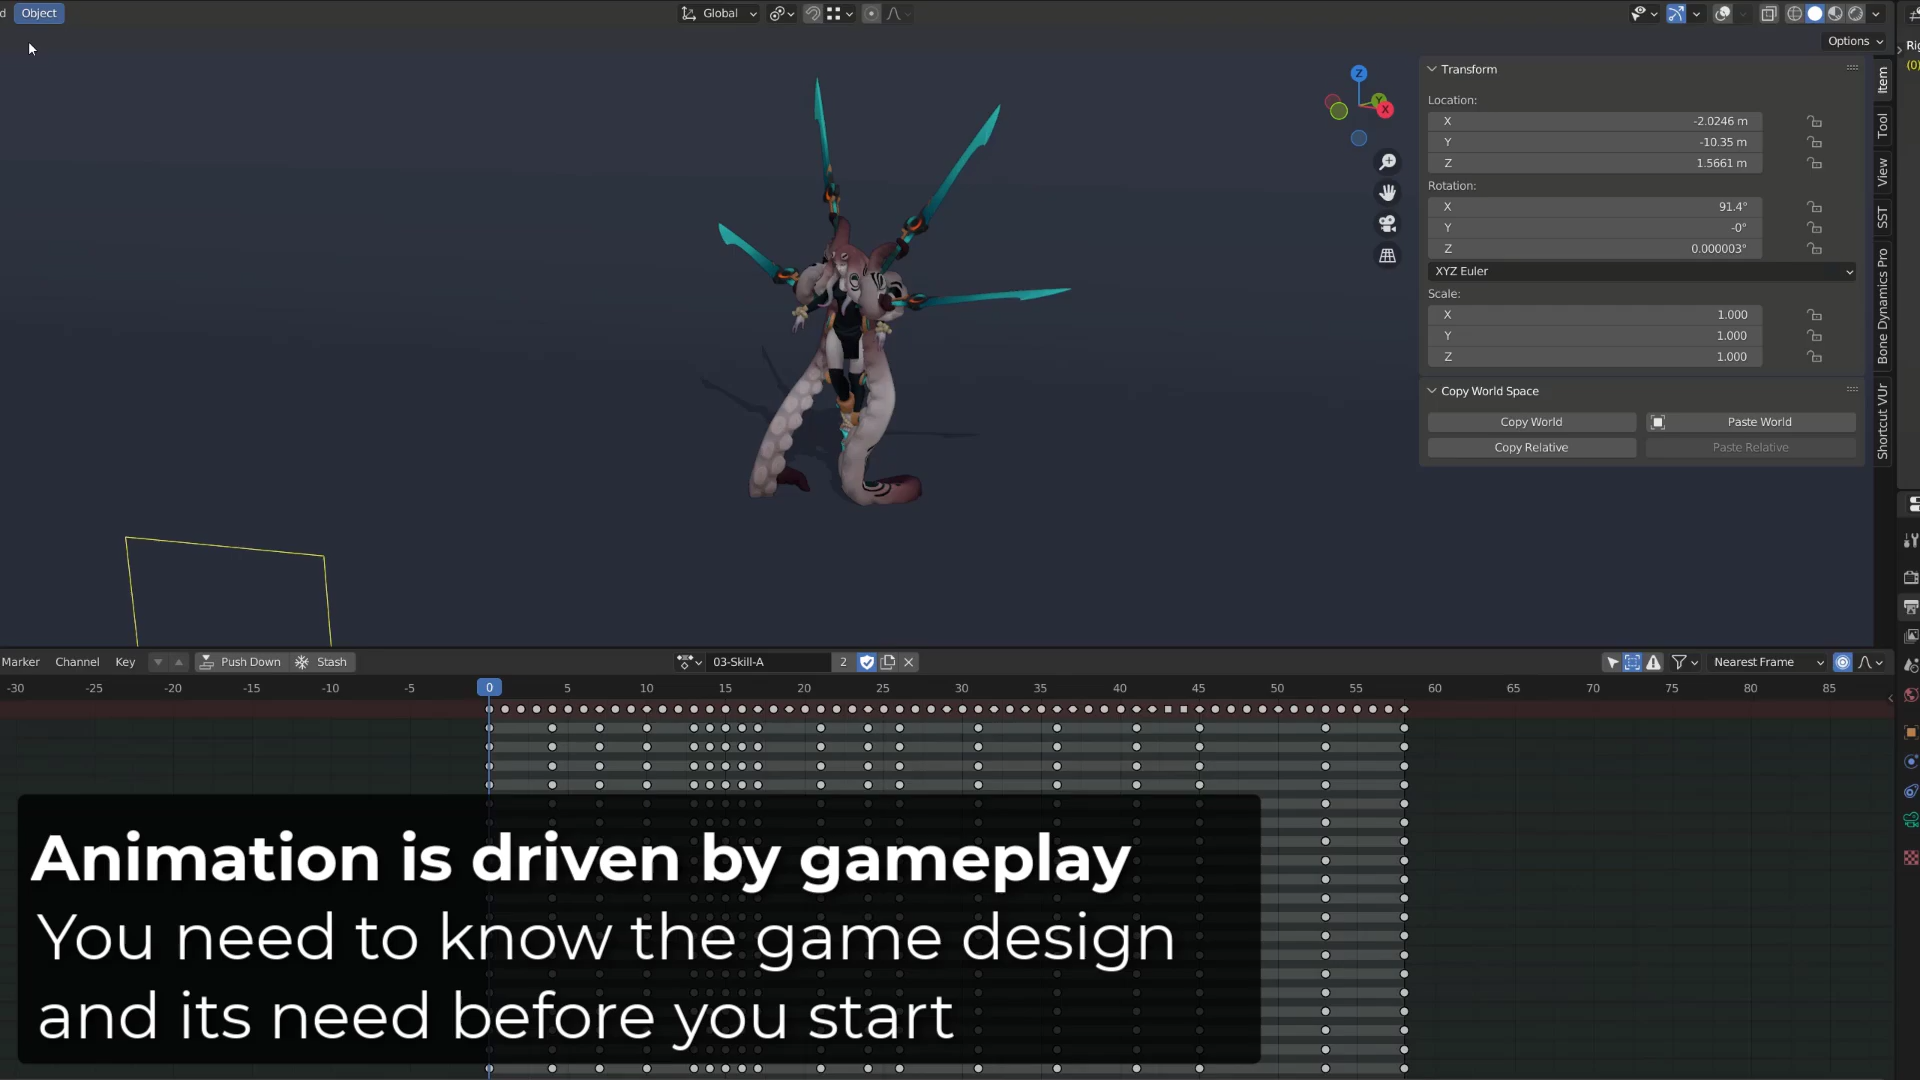 Object
Global
Options
Transform
Location:
X -2.0246 m
Y -10.35 m
Z 1.5661 m
Rotation:
X 91.4°
Y -0°
Z 0.000003°
XYZ Euler
Scale:
X 1.000
Y 1.000
Z 1.000
Copy World Space
Copy World Paste World
Copy Relative Paste Relative
Item
Tool
View
SST
Bone Dynamics Pro
Shortcut VUr
Z
Y
X
(0)
Marker Channel Key Push Down Stash 03-Skill-A 2 Nearest Frame
-30 -25 -20 -15 -10 -5 0 5 10 15 20 25 30 35 40 45 50 55 60 65 70 75 80 85
Animation is driven by gameplay
You need to know the game design
and its need before you start